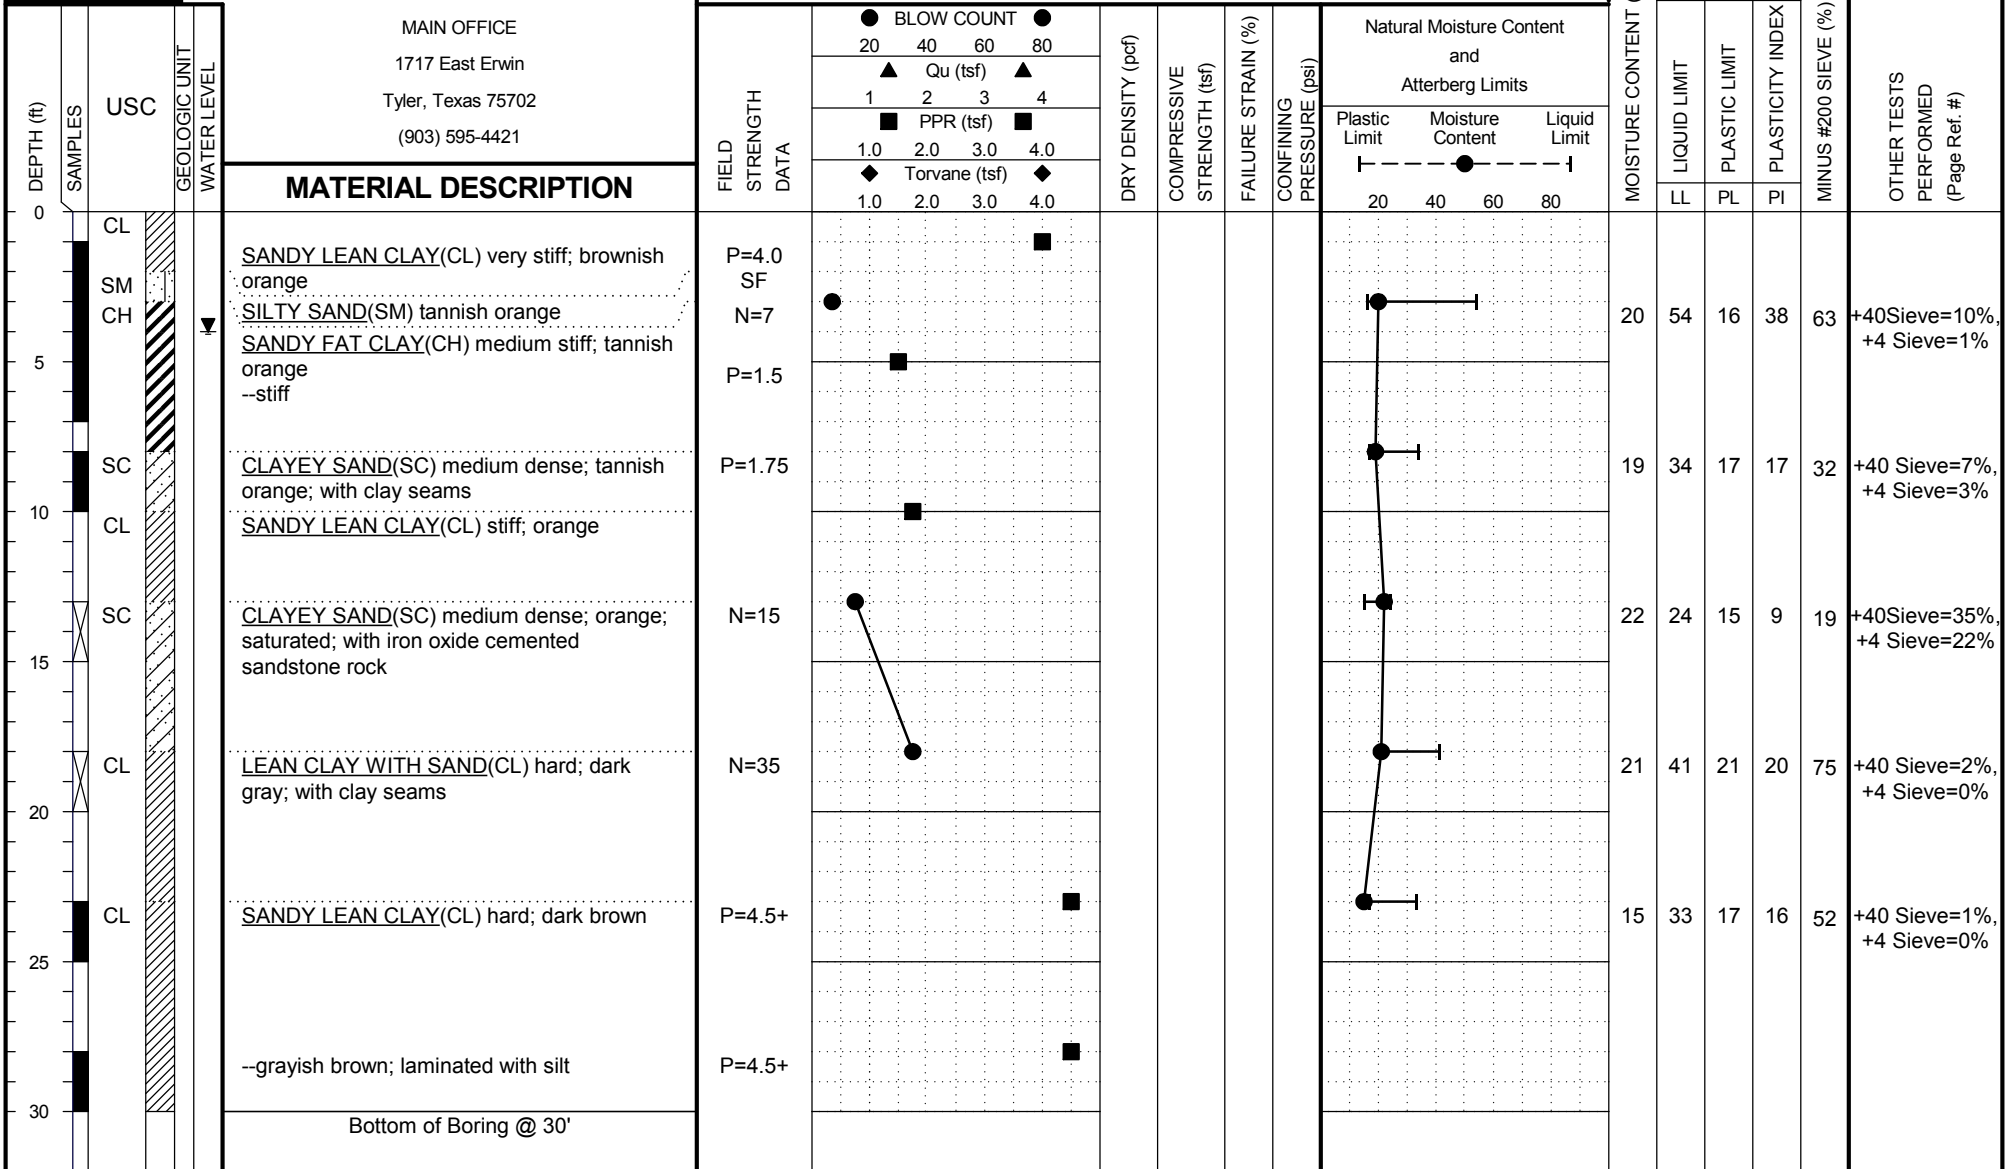 MAIN OFFICE
1717 East Erwin
Tyler, Texas 75702
(903) 595-4421
DEPTH (ft)
SAMPLES
USC
GEOLOGIC UNIT
WATER LEVEL
MATERIAL DESCRIPTION
FIELD
STRENGTH
DATA
BLOW COUNT
20 40 60 80
Qu (tsf)
1 2 3 4
PPR (tsf)
1.0 2.0 3.0 4.0
Torvane (tsf)
1.0 2.0 3.0 4.0
DRY DENSITY (pcf)
COMPRESSIVE
STRENGTH (tsf)
FAILURE STRAIN (%)
CONFINING
PRESSURE (psi)
Natural Moisture Content
and
Atterberg Limits
Plastic Moisture Liquid
Limit Content Limit
20 40 60 80
MOISTURE CONTENT (
LIQUID LIMIT
PLASTIC LIMIT
PLASTICITY INDEX
LL PL PI
MINUS #200 SIEVE (%)
OTHER TESTS
PERFORMED
(Page Ref. #)
0
CL
SANDY LEAN CLAY(CL) very stiff; brownish
orange
P=4.0
SF
SM
SILTY SAND(SM) tannish orange
N=7
CH
SANDY FAT CLAY(CH) medium stiff; tannish
orange
--stiff
20 54 16 38 63 +40Sieve=10%,
+4 Sieve=1%
5
P=1.5
SC
CLAYEY SAND(SC) medium dense; tannish
orange; with clay seams
P=1.75
19 34 17 17 32 +40 Sieve=7%,
+4 Sieve=3%
10
CL
SANDY LEAN CLAY(CL) stiff; orange
SC
CLAYEY SAND(SC) medium dense; orange;
saturated; with iron oxide cemented
sandstone rock
N=15
22 24 15 9 19 +40Sieve=35%,
+4 Sieve=22%
15
CL
LEAN CLAY WITH SAND(CL) hard; dark
gray; with clay seams
N=35
21 41 21 20 75 +40 Sieve=2%,
+4 Sieve=0%
20
CL
SANDY LEAN CLAY(CL) hard; dark brown
P=4.5+
15 33 17 16 52 +40 Sieve=1%,
+4 Sieve=0%
25
--grayish brown; laminated with silt
P=4.5+
30
Bottom of Boring @ 30'